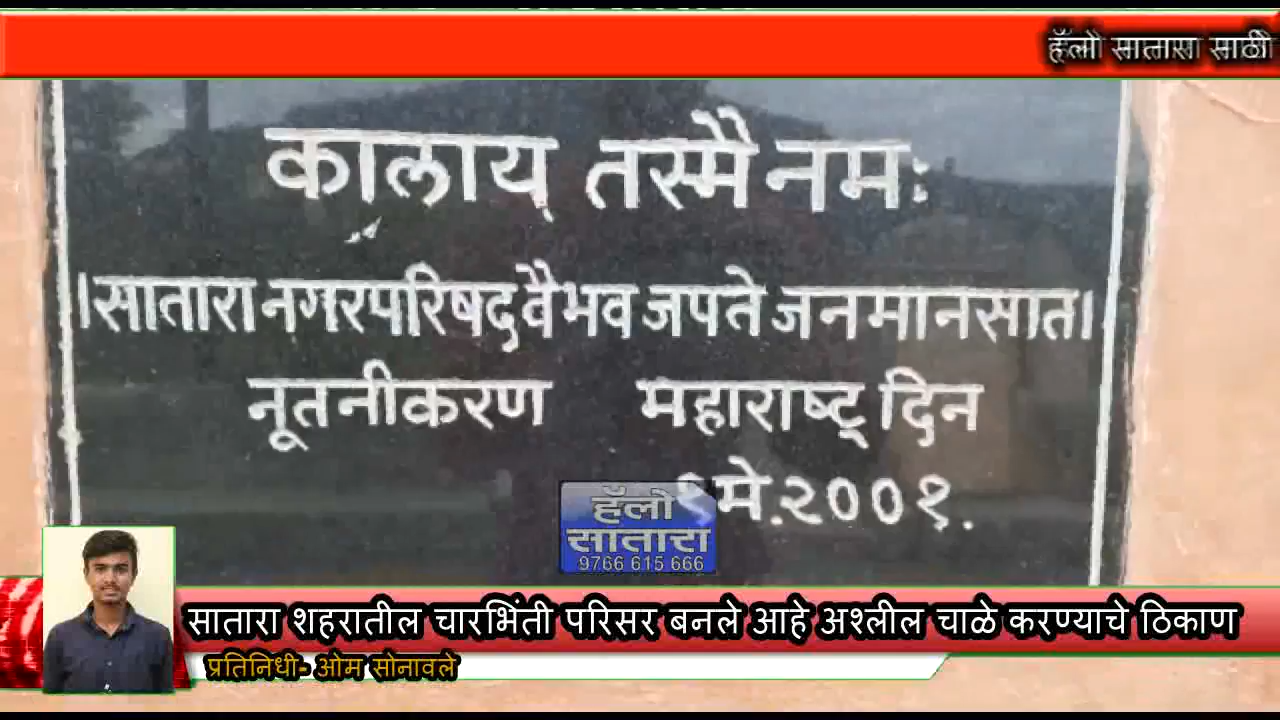 हॅलो सातारा साठी
कालाय् तस्मै नमः
।सातारा नगरपरिषद वैभव जपते जनमानसात।
नूतनीकरण महाराष्ट्र दिन
१ मे.२००१.
हॅलो
सातारा
9766 615 666
सातारा शहरातील चारभिंती परिसर बनले आहे अश्लील चाळे करण्याचे ठिकाण
प्रतिनिधी- ओम सोनावले